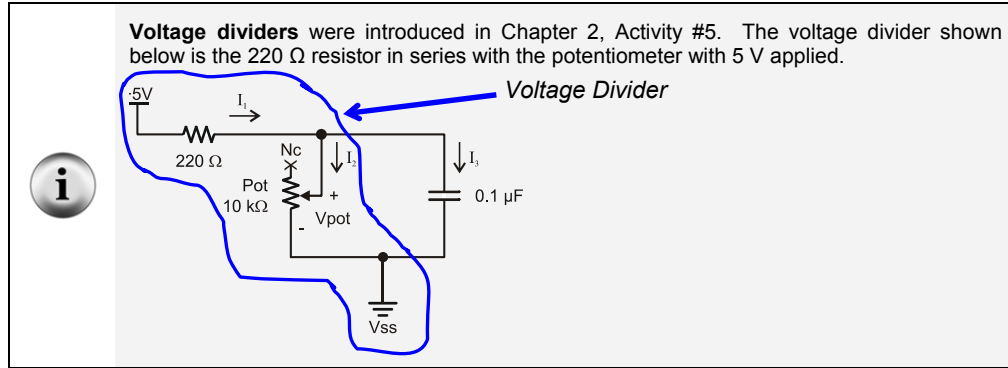 Voltage dividers were introduced in Chapter 2, Activity #5. The voltage divider shown
below is the 220 Ω resistor in series with the potentiometer with 5 V applied.
Voltage Divider
·5V
I₁
220 Ω
Nc
I₂
I₃
Pot
10 kΩ
+
Vpot
-
0.1 µF
Vss
i